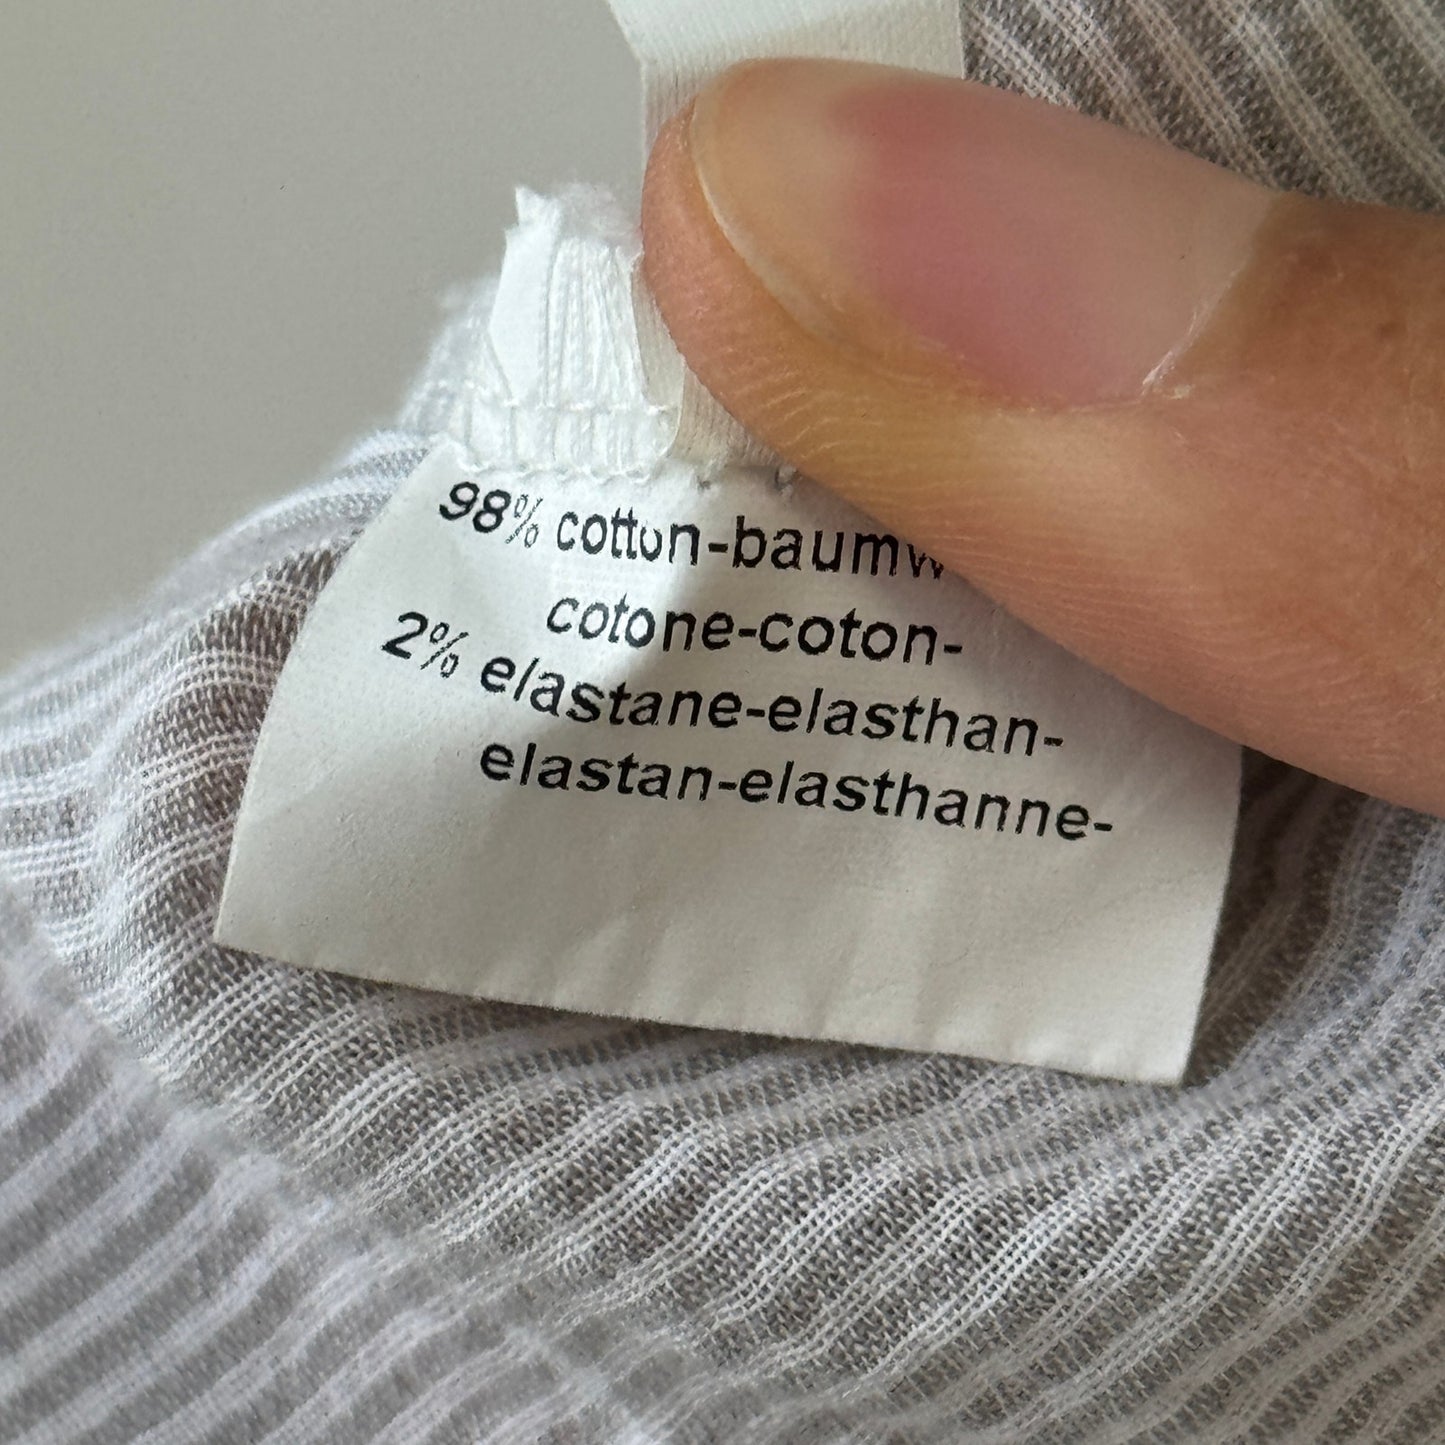 98% cotton-baumw
cotone-coton-
2% elastane-elasthan-
elastan-elasthanne-